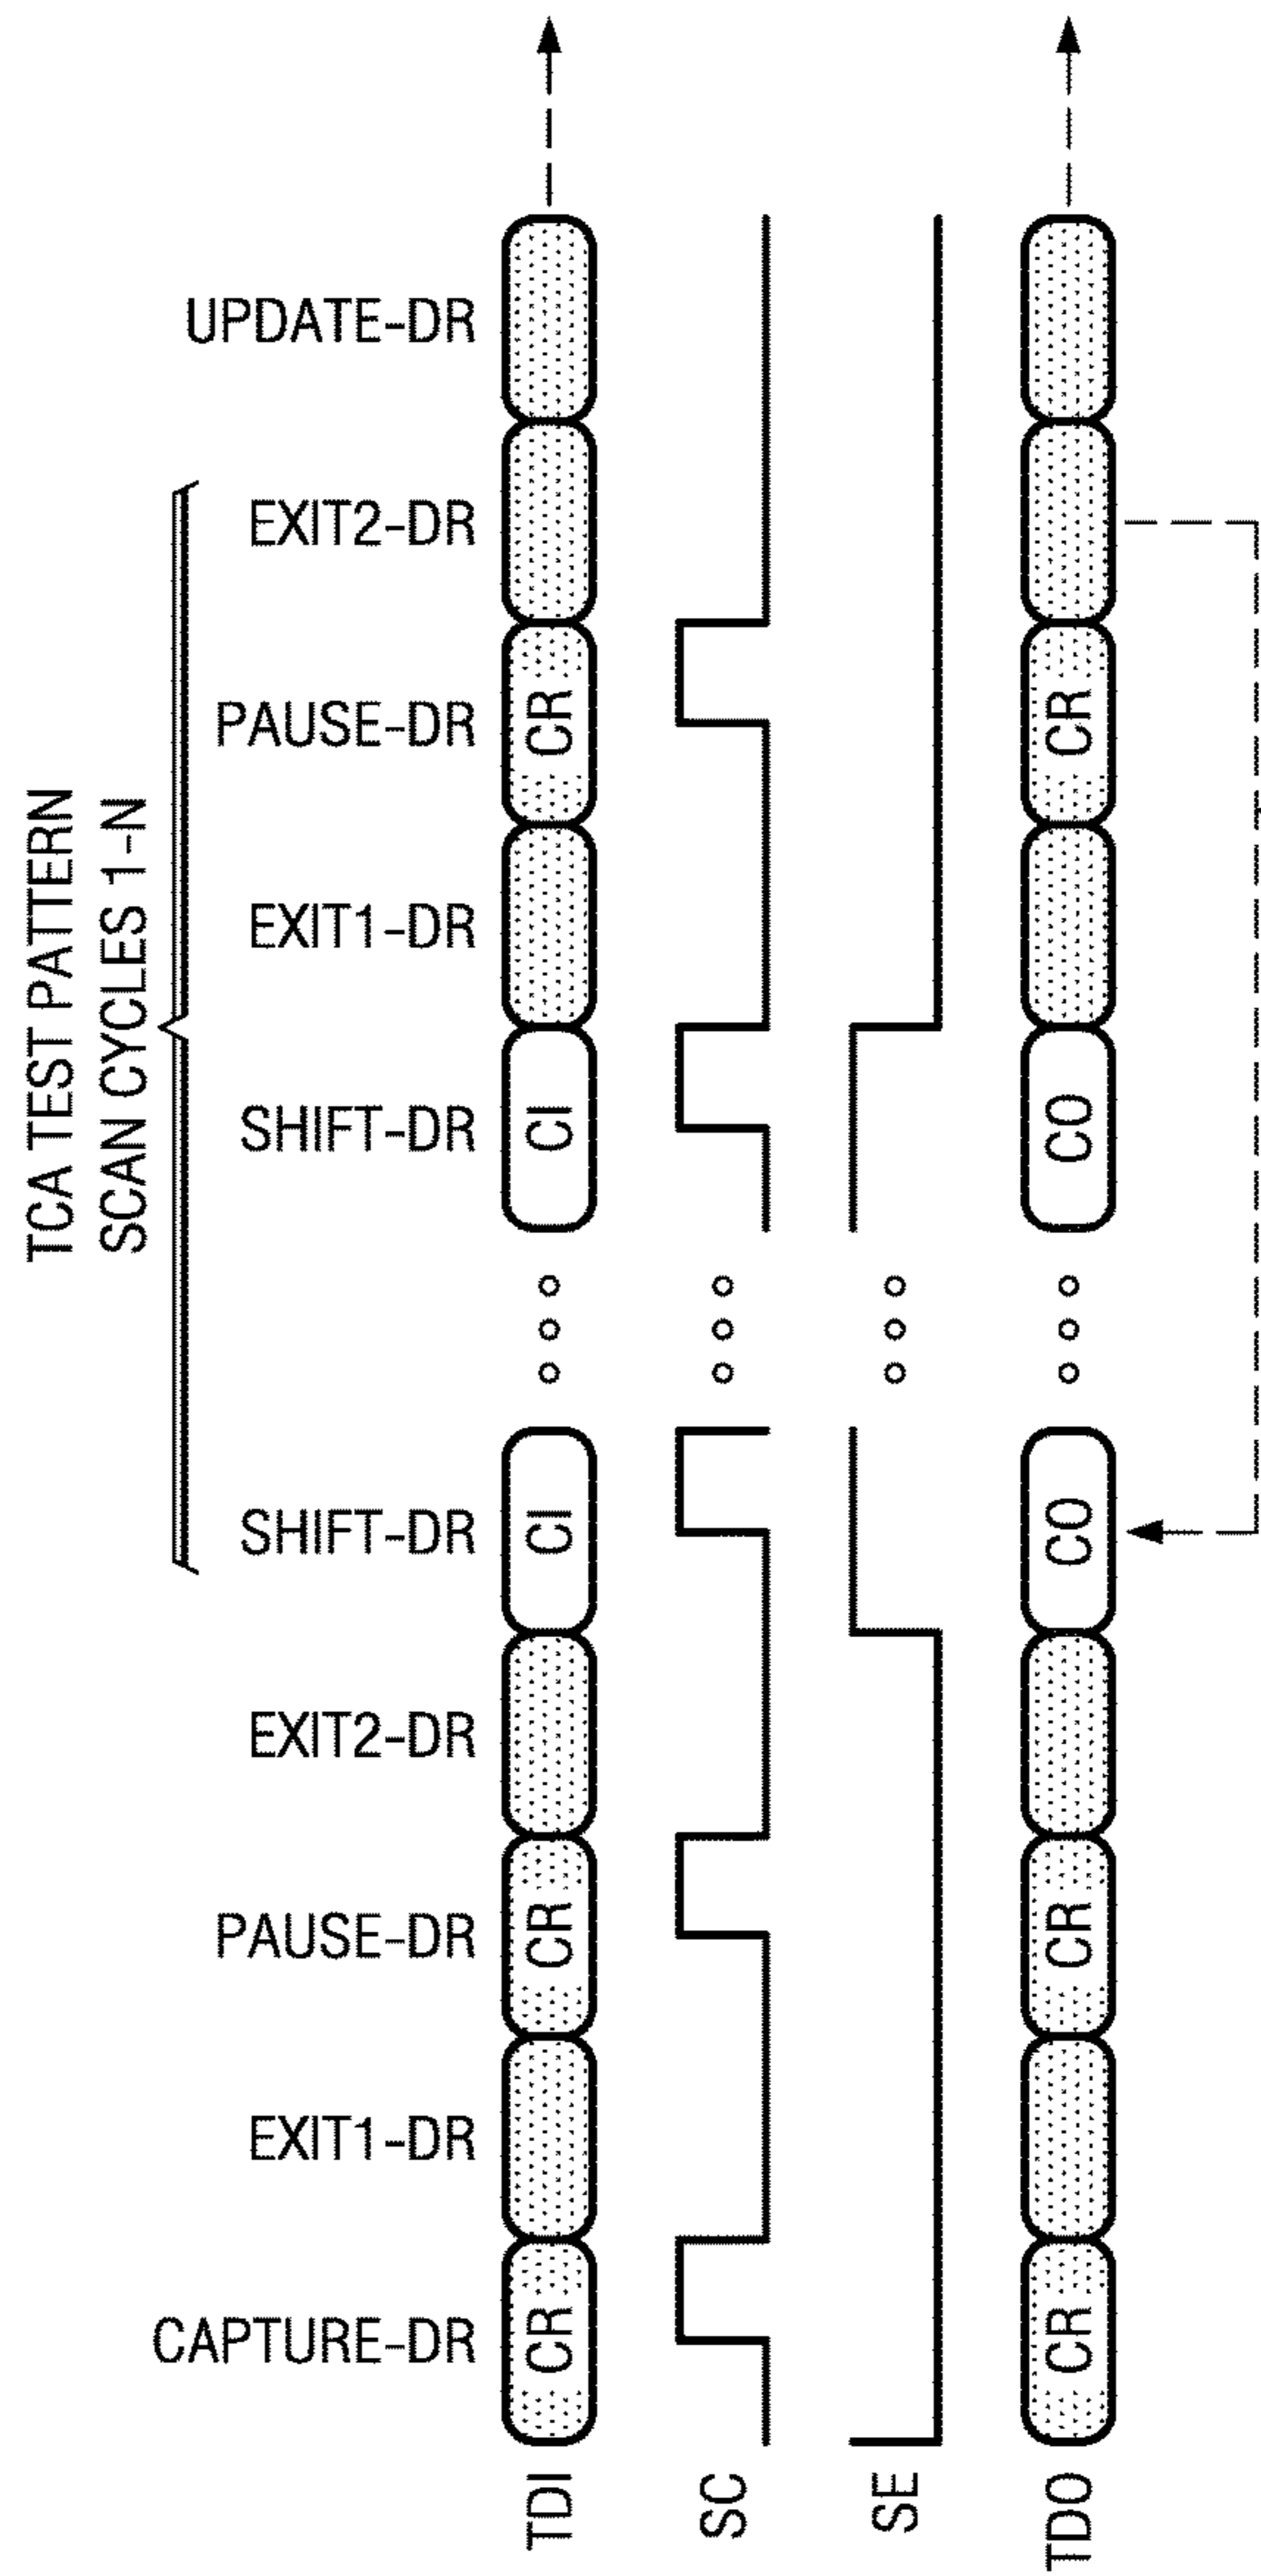 TCA TEST PATTERN
SCAN CYCLES 1-N
CAPTURE-DR
EXIT1-DR
PAUSE-DR
EXIT2-DR
SHIFT-DR
SHIFT-DR
EXIT1-DR
PAUSE-DR
EXIT2-DR
UPDATE-DR
TDI CR CR CI CI CR
SC
SE
TDO CR CR CO CO CR